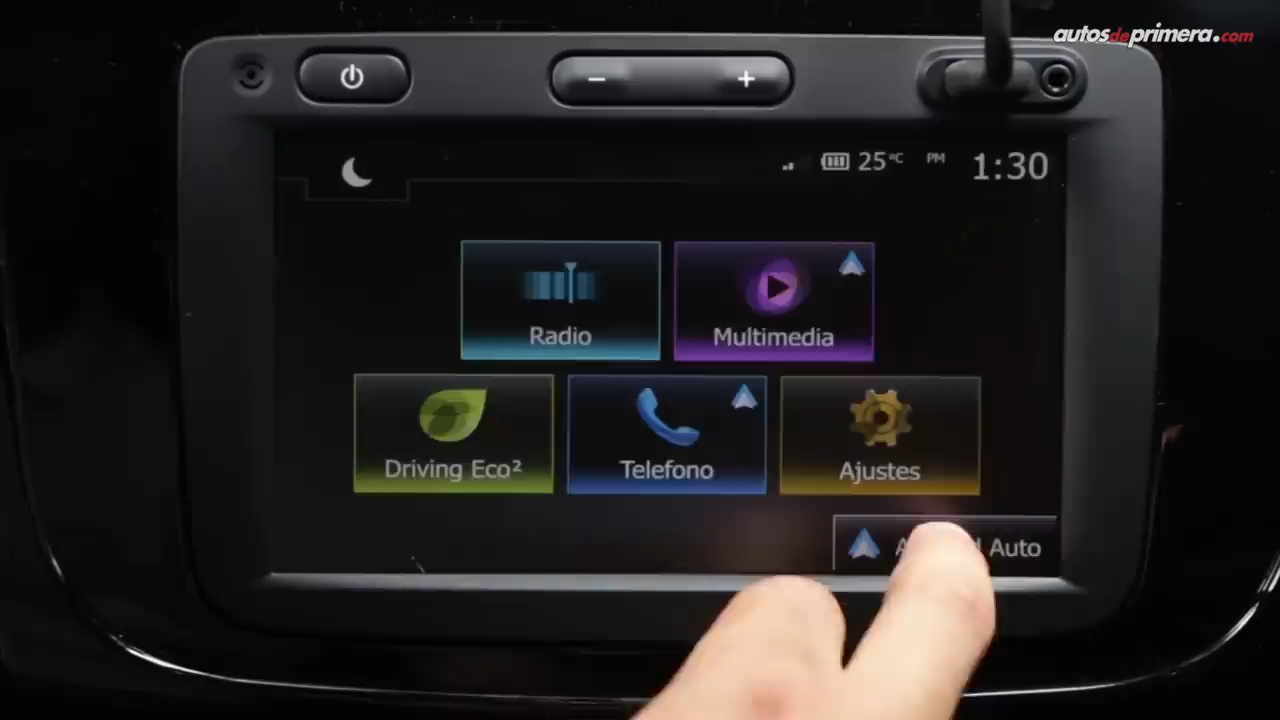 autosdeprimera.com
25°C PM 1:30
Radio
Multimedia
Driving Eco²
Telefono
Ajustes
Auto